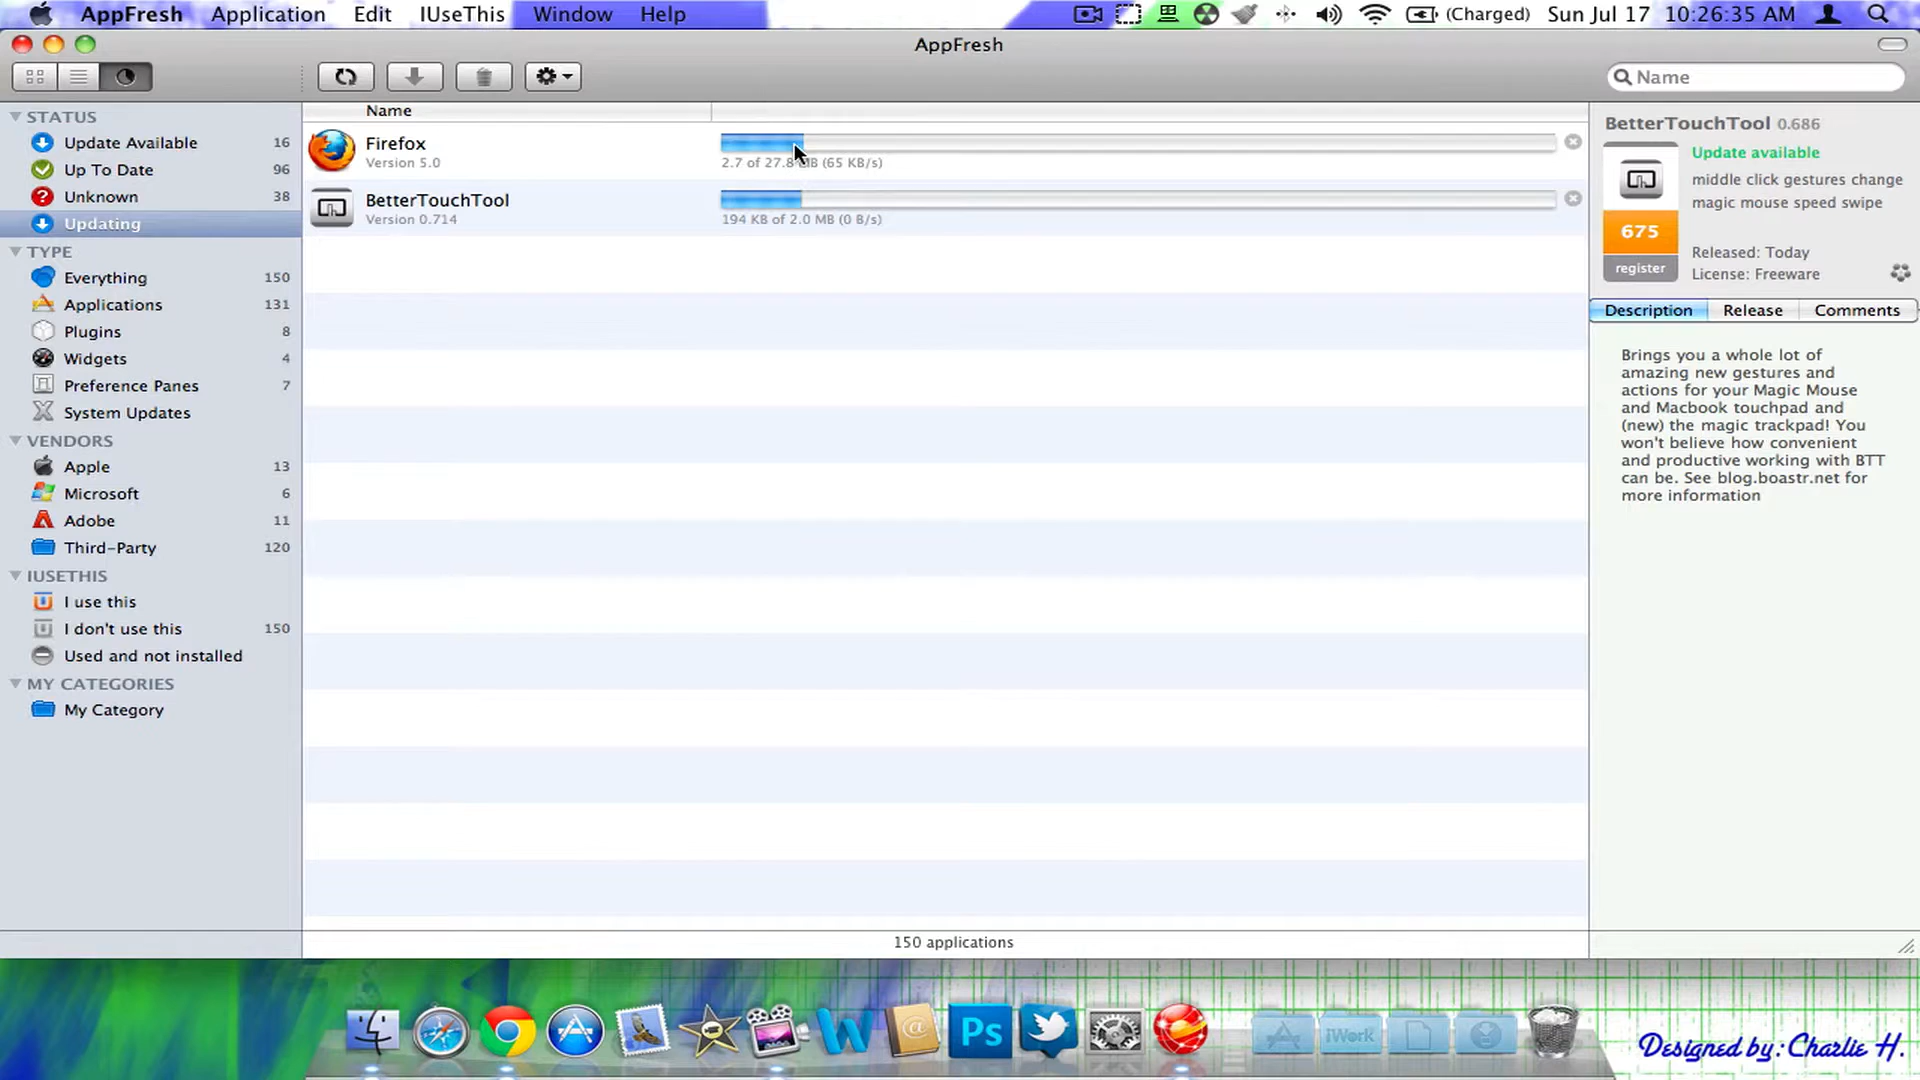 AppFresh Application Edit IUseThis Window Help (Charged) Sun Jul 17 10:26:35 AM
AppFresh
Name
STATUS
Update Available 16
Up To Date 96
Unknown 38
Updating
TYPE
Everything 150
Applications 131
Plugins 8
Widgets 4
Preference Panes 7
System Updates
VENDORS
Apple 13
Microsoft 6
Adobe 11
Third-Party 120
IUSETHIS
I use this
I don't use this 150
Used and not installed
MY CATEGORIES
My Category
Name
Firefox
Version 5.0
2.7 of 27.8 MB (65 KB/s)
BetterTouchTool
Version 0.714
194 KB of 2.0 MB (0 B/s)
150 applications
BetterTouchTool 0.686
Update available
middle click gestures change
magic mouse speed swipe
675
register
Released: Today
License: Freeware
Description Release Comments
Brings you a whole lot of
amazing new gestures and
actions for your Magic Mouse
and Macbook touchpad and
(new) the magic trackpad! You
won't believe how convenient
and productive working with BTT
can be. See blog.boastr.net for
more information
W
@
Ps
iWork
Designed by: Charlie H.